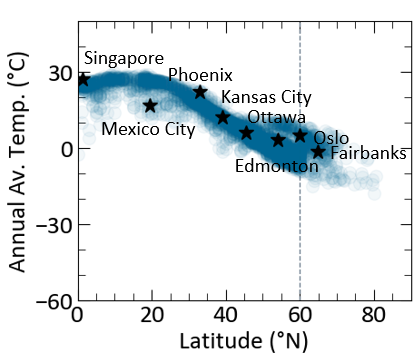 Singapore
30
Phoenix
Kansas City
Mexico City
Ottawa
0
Oslo
Fairbanks
Edmonton
−30
−60
0 20 40 60 80
Annual Av. Temp. (°C)
Latitude (°N)